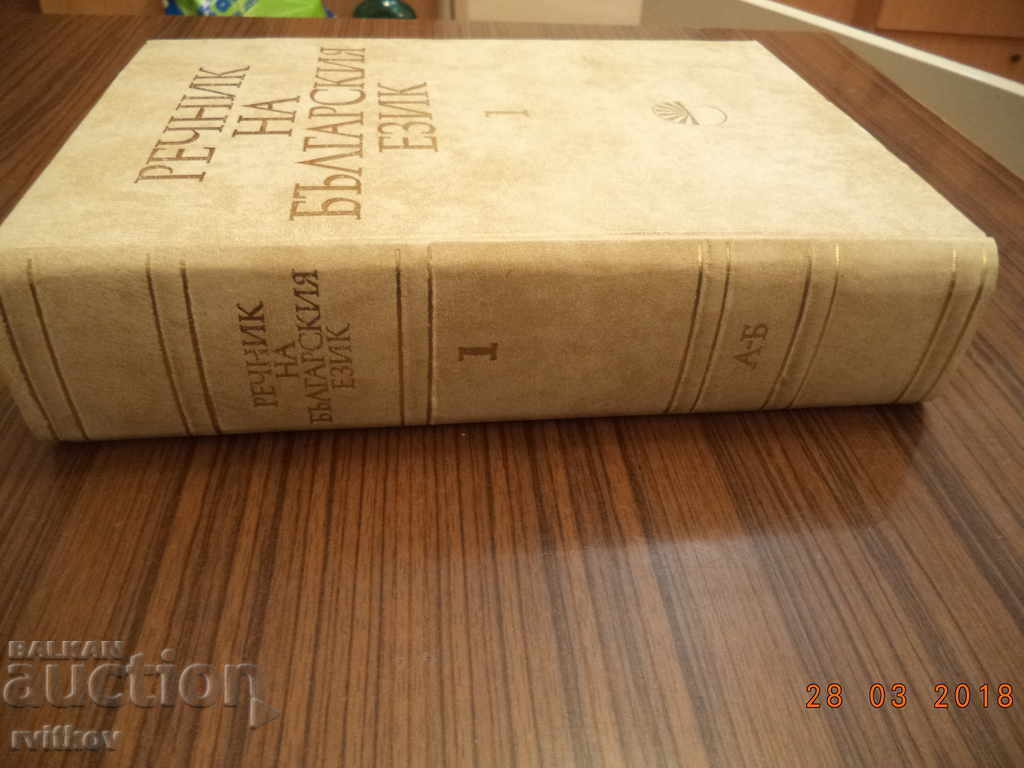 РЕЧНИК
НА
БЪЛГАРСКИЯ
ЕЗИК
1
РЕЧНИК
НА
БЪЛГАРСКИЯ
ЕЗИК
1
А-Б
BALKAN
auction
rvitkov
28 03 2018